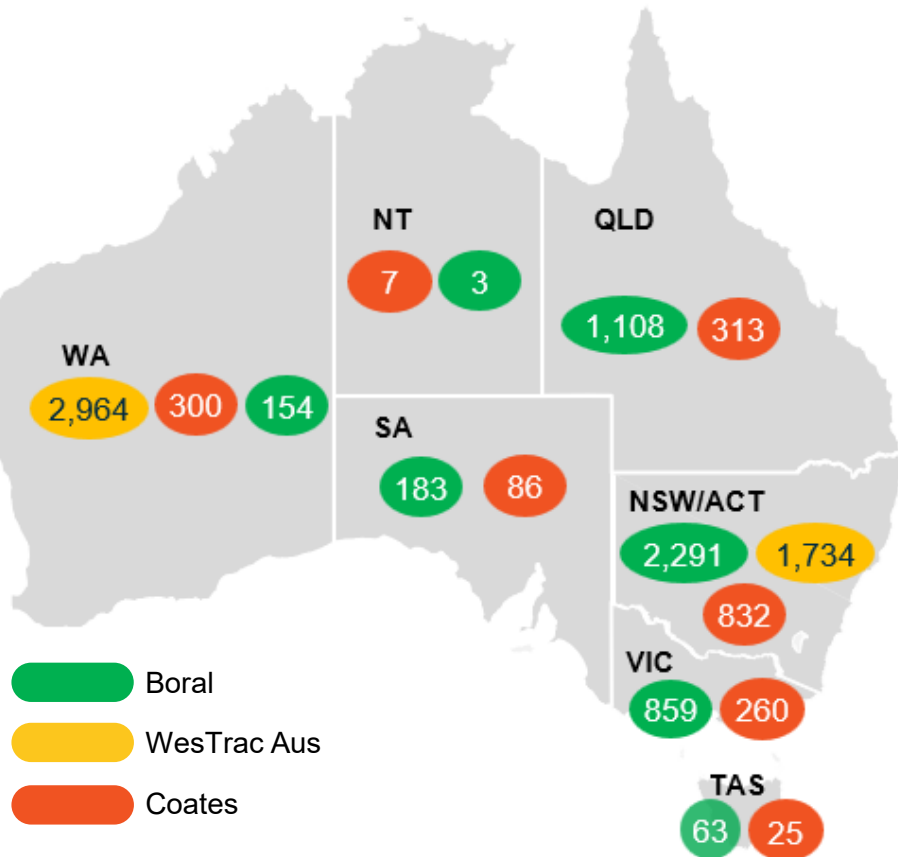 NT
7 3
QLD
1,108 313
WA
2,964 300 154
SA
183 86
NSW/ACT
2,291 1,734
832
VIC
859 260
TAS
63 25
Boral
WesTrac Aus
Coates